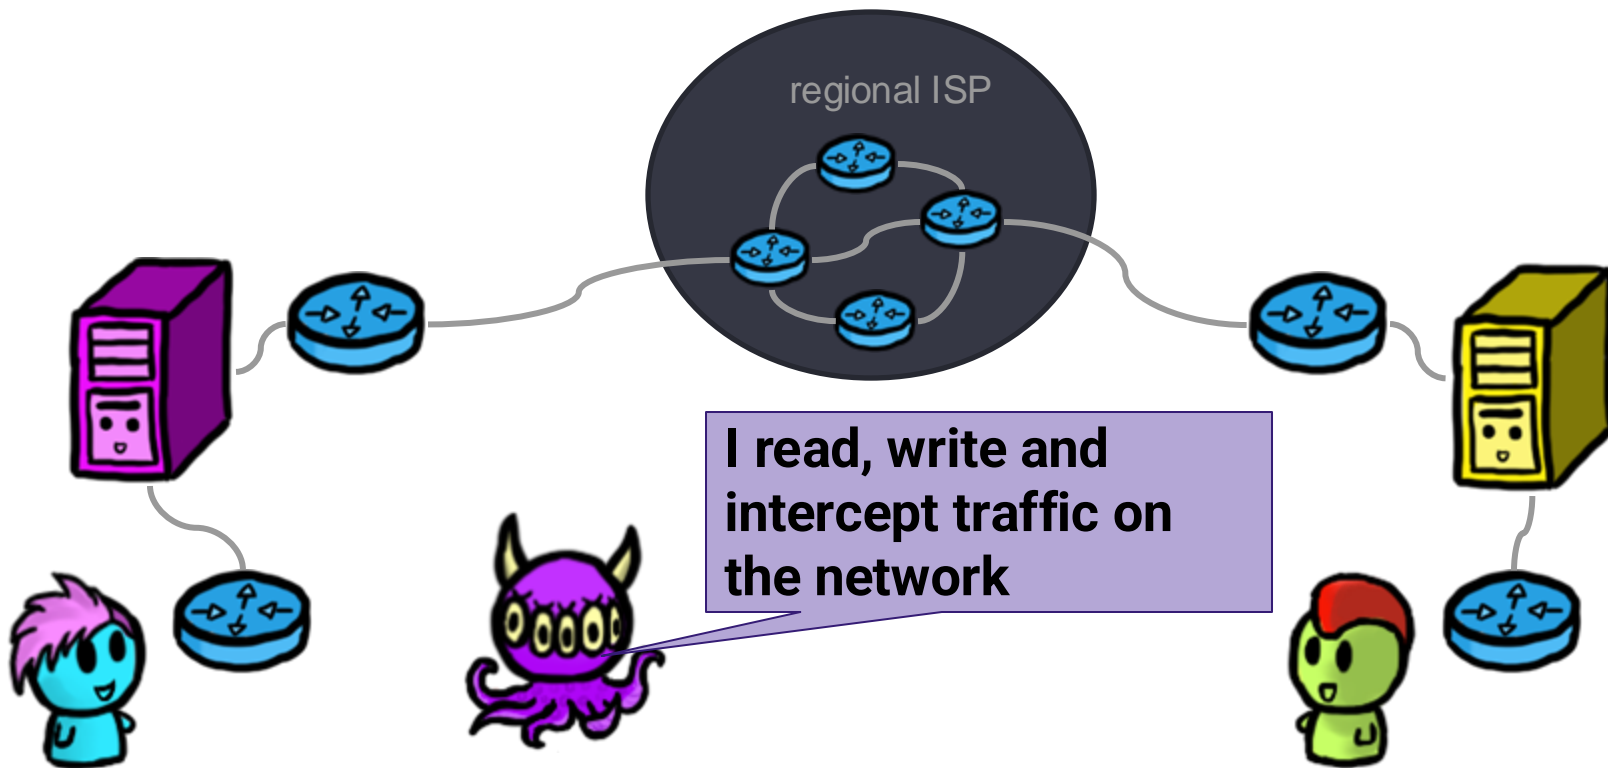 regional ISP
I read, write and
intercept traffic on
the network